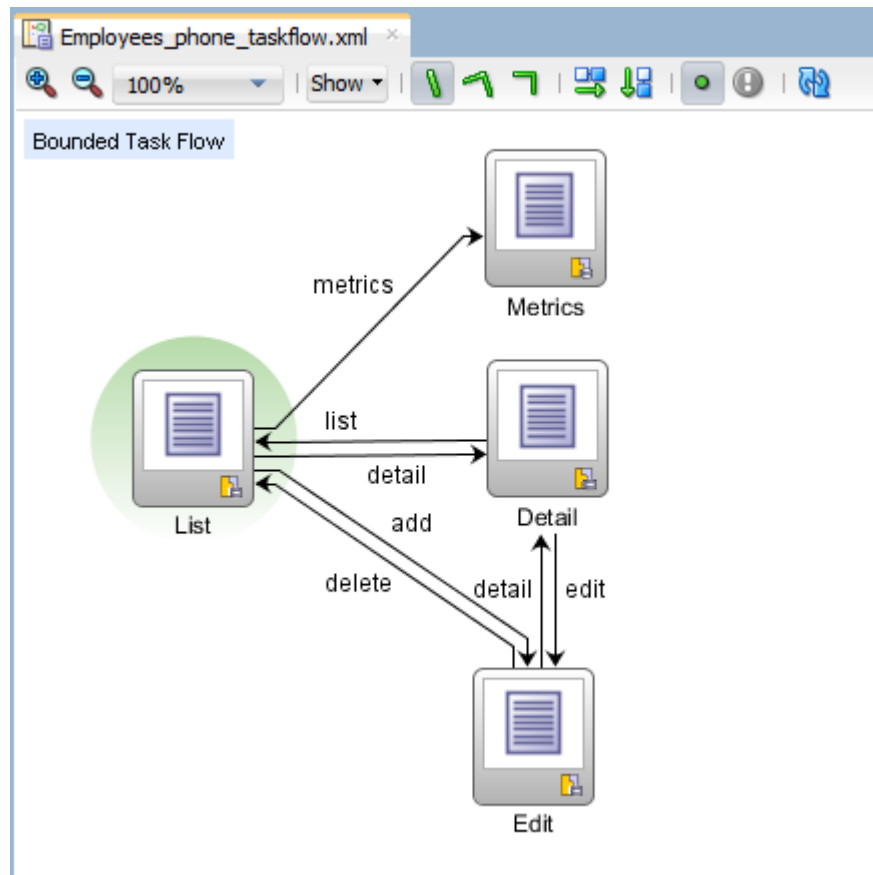 Employees_phone_taskflow.xml
100%
Show
Bounded Task Flow
metrics
Metrics
list
detail
List
Detail
add
delete
detail
edit
Edit